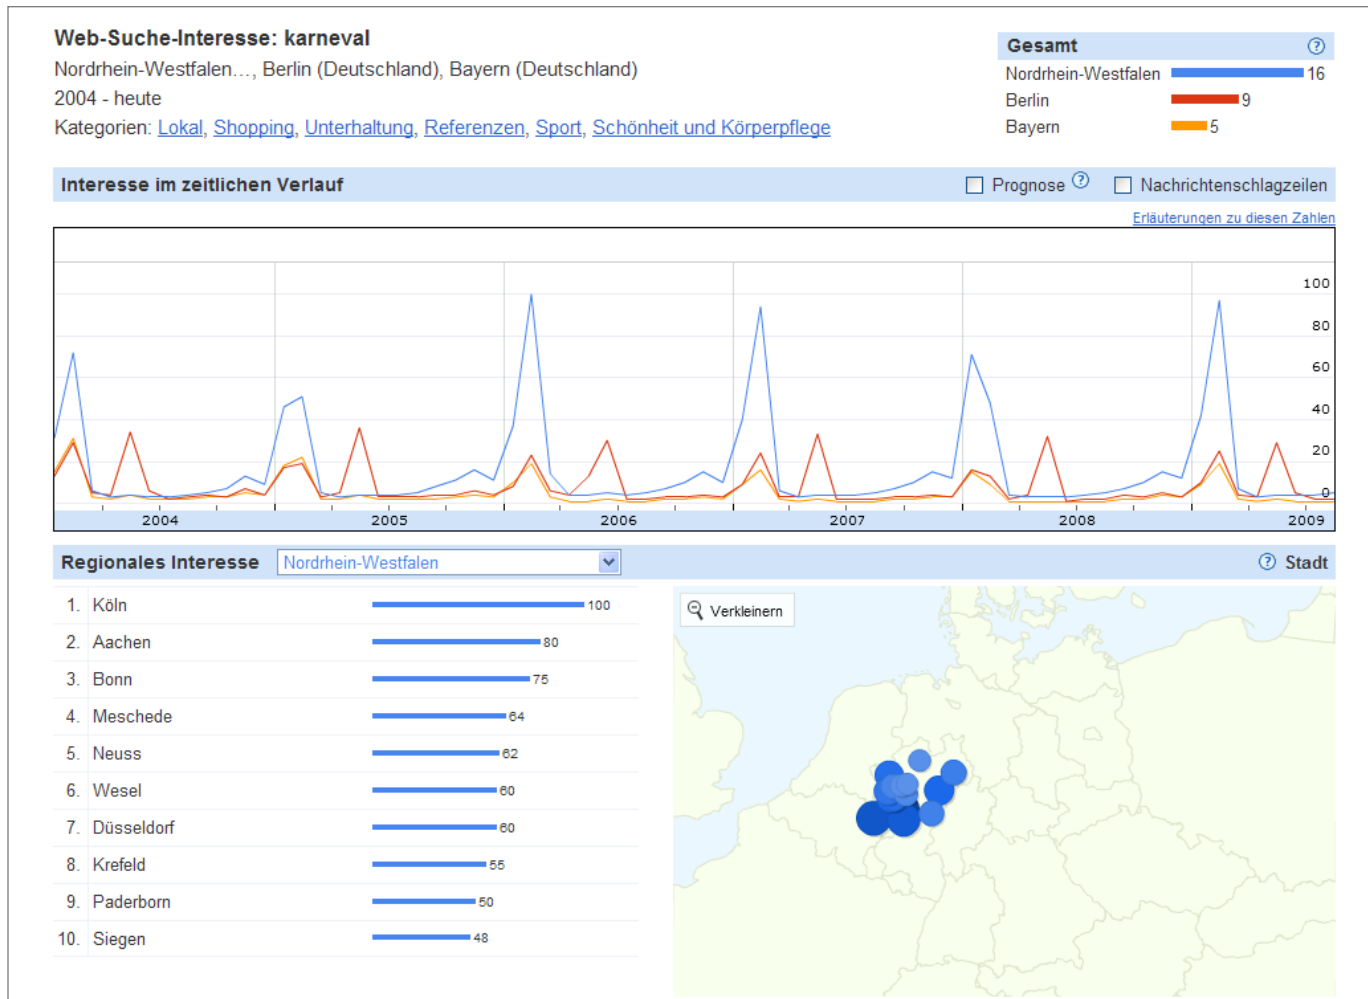 Web-Suche-Interesse: karneval
Nordrhein-Westfalen..., Berlin (Deutschland), Bayern (Deutschland)
2004 - heute
Kategorien: Lokal, Shopping, Unterhaltung, Referenzen, Sport, Schönheit und Körperpflege
Gesamt ?
Nordrhein-Westfalen 16
Berlin 9
Bayern 5
Interesse im zeitlichen Verlauf Prognose ? Nachrichtenschlagzeilen
Erläuterungen zu diesen Zahlen
100
80
60
40
20
0
2004 2005 2006 2007 2008 2009
Regionales Interesse Nordrhein-Westfalen ? Stadt
1. Köln 100
2. Aachen 80
3. Bonn 75
4. Meschede 64
5. Neuss 62
6. Wesel 60
7. Düsseldorf 60
8. Krefeld 55
9. Paderborn 50
10. Siegen 48
Verkleinern